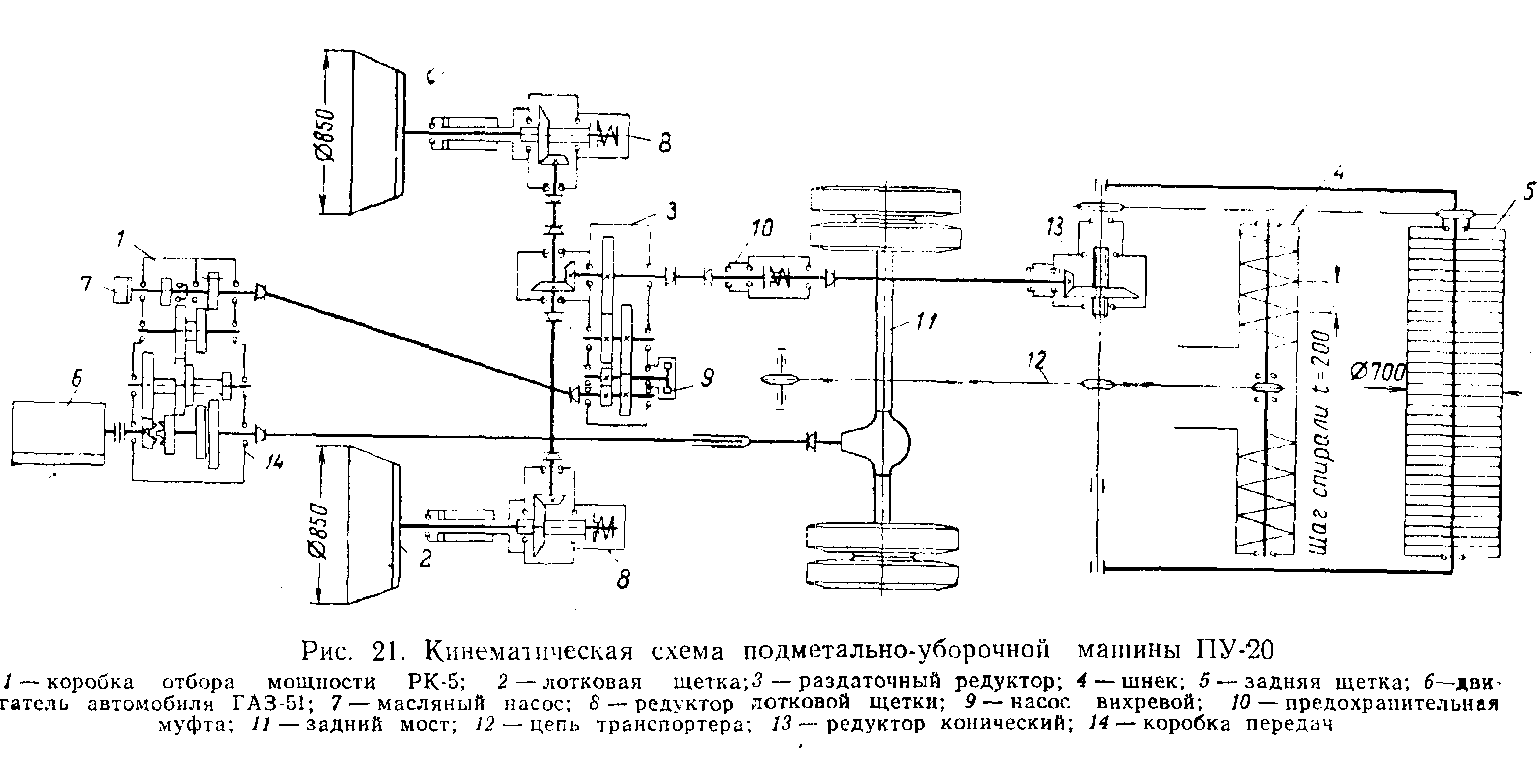 Ø850
6
8
3
4
5
1
10
13
7
11
12
6
9
Ø700
14
Ø850
2
8
Шаг спирали t=200
Рис. 21. Кинематическая схема подметально-уборочной машины ПУ-20
1 — коробка отбора мощности РК-5; 2 — лотковая щетка; 3 — раздаточный редуктор; 4 — шнек; 5 — задняя щетка; 6 — дви-
гатель автомобиля ГАЗ-51; 7 — масляный насос; 8 — редуктор лотковой щетки; 9 — насос вихревой; 10 — предохранительная
муфта; 11 — задний мост; 12 — цепь транспортера; 13 — редуктор конический; 14 — коробка передач